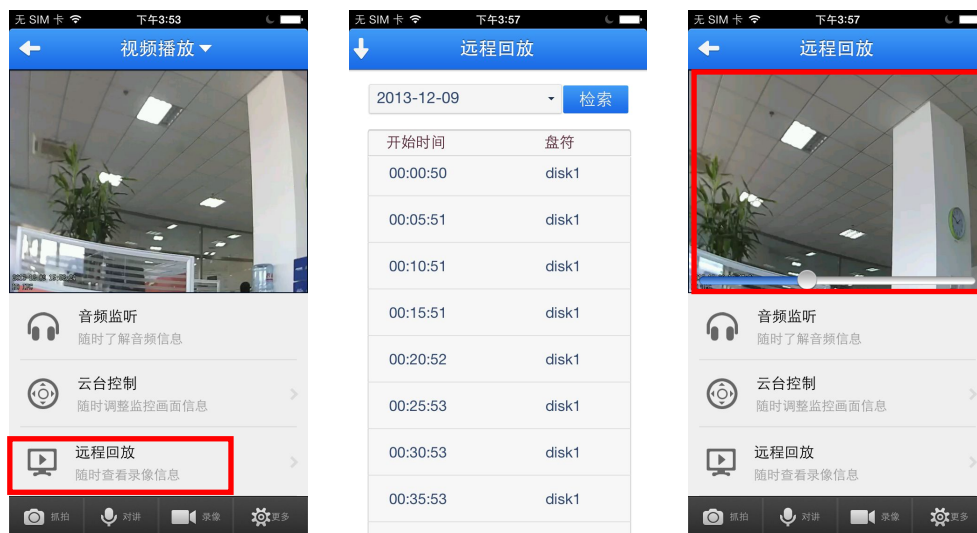 无 SIM 卡 下午3:53
视频播放
音频监听
随时了解音频信息
云台控制
随时调整监控画面信息
远程回放
随时查看录像信息
抓拍 对讲 录像 更多
无 SIM 卡 下午3:57
远程回放
2013-12-09 检索
开始时间 盘符
00:00:50 disk1
00:05:51 disk1
00:10:51 disk1
00:15:51 disk1
00:20:52 disk1
00:25:53 disk1
00:30:53 disk1
00:35:53 disk1
无 SIM 卡 下午3:57
远程回放
音频监听
随时了解音频信息
云台控制
随时调整监控画面信息
远程回放
随时查看录像信息
抓拍 对讲 录像 更多